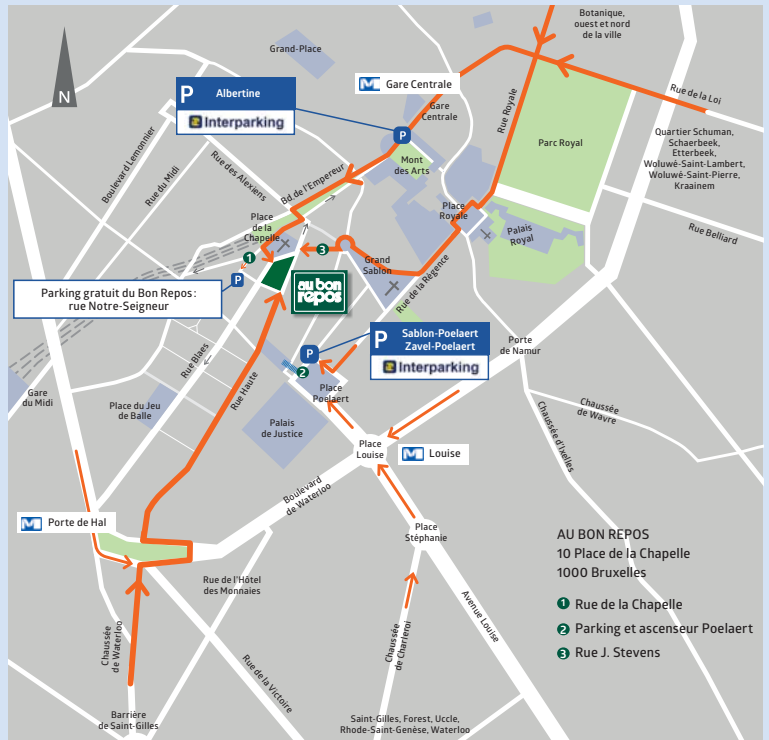 Botanique,
ouest et nord
de la ville
Grand-Place
N
P Albertine
Interparking
M Gare Centrale
Gare
Centrale
Rue Royale
Rue de la Loi
Boulevard Lemonnier
Rue du Midi
Rue des Alexiens
Bd de l'Empereur
P
Mont
des Arts
Parc Royal
Quartier Schuman,
Schaerbeek,
Etterbeek,
Woluwé-Saint-Lambert,
Woluwé-Saint-Pierre,
Kraainem
Place
de la
Chapelle
Place
Royale
Palais
Royal
Rue Belliard
1
3
P
Grand
Sablon
Rue de la Régence
au bon
repos
Parking gratuit du Bon Repos :
rue Notre-Seigneur
P Sablon-Poelaert
Zavel-Poelaert
Interparking
Porte
de Namur
Rue Blaes
Rue Haute
P
2
Place
Poelaert
Gare
du Midi
Place du Jeu
de Balle
Palais
de Justice
Chaussée
de Wavre
Chaussée d'Ixelles
Place
Louise
M Louise
Boulevard
de Waterloo
M Porte de Hal
Place
Stéphanie
AU BON REPOS
10 Place de la Chapelle
1000 Bruxelles
1 Rue de la Chapelle
2 Parking et ascenseur Poelaert
3 Rue J. Stevens
Rue de l'Hôtel
des Monnaies
Avenue Louise
Chaussée
de Waterloo
Chaussée
de Charleroi
Rue de la Victoire
Barrière
de Saint-Gilles
Saint-Gilles, Forest, Uccle,
Rhode-Saint-Genèse, Waterloo